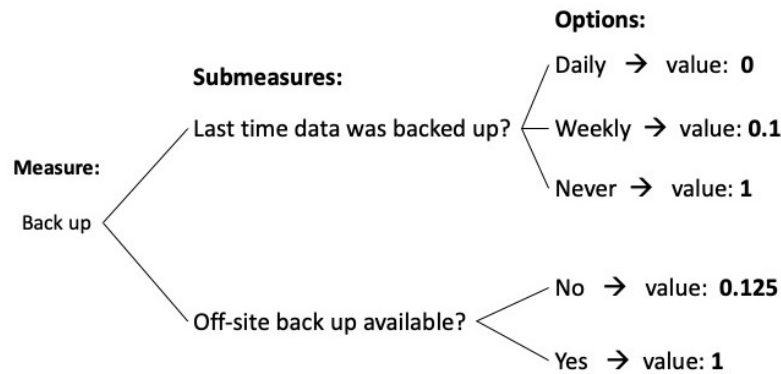 Options:
Daily → value: 0
Submeasures:
Last time data was backed up?
Weekly → value: 0.1
Measure:
Never → value: 1
Back up
No → value: 0.125
Off-site back up available?
Yes → value: 1